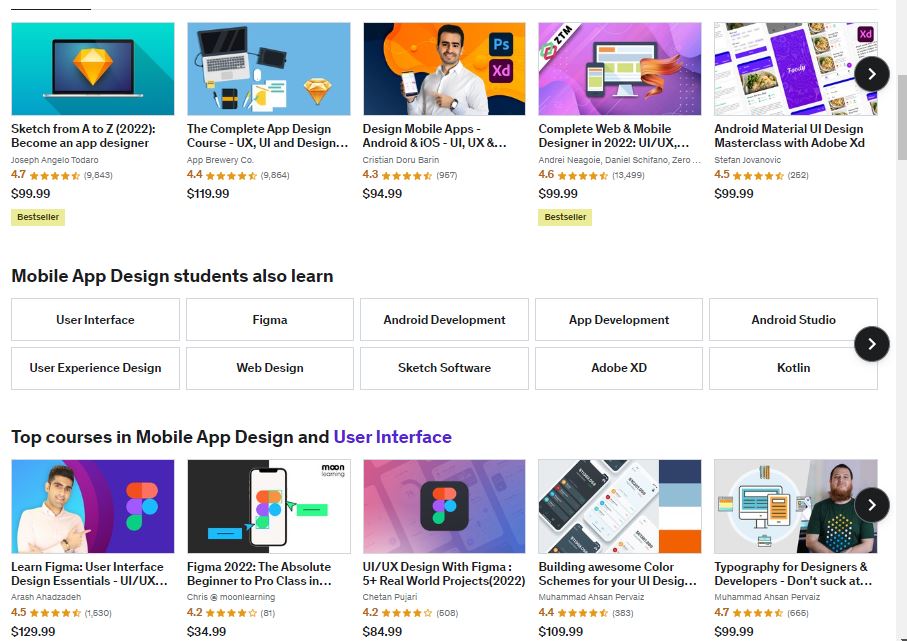 ZTM
Ps
Xd
Xd
Foody
Sketch from A to Z (2022):
Become an app designer
Joseph Angelo Todaro
4.7 (9,843)
$99.99
Bestseller
The Complete App Design
Course - UX, UI and Design...
App Brewery Co.
4.4 (9,864)
$119.99
Design Mobile Apps -
Android & iOS - UI, UX &...
Cristian Doru Barin
4.3 (967)
$94.99
Complete Web & Mobile
Designer in 2022: UI/UX,...
Andrei Neagoie, Daniel Schifano, Zero ...
4.6 (13,499)
$99.99
Bestseller
Android Material UI Design
Masterclass with Adobe Xd
Stefan Jovanovic
4.5 (262)
$99.99
Mobile App Design students also learn
User Interface
Figma
Android Development
App Development
Android Studio
User Experience Design
Web Design
Sketch Software
Adobe XD
Kotlin
Top courses in Mobile App Design and User Interface
moon
learning
Learn Figma: User Interface
Design Essentials - UI/UX...
Arash Ahadzadeh
4.5 (1,530)
$129.99
Figma 2022: The Absolute
Beginner to Pro Class in...
Chris @ moonlearning
4.2 (81)
$34.99
UI/UX Design With Figma :
5+ Real World Projects(2022)
Chetan Pujari
4.2 (508)
$84.99
Building awesome Color
Schemes for your UI Desig...
Muhammad Ahsan Pervaiz
4.4 (383)
$109.99
Typography for Designers &
Developers - Don't suck at...
Muhammad Ahsan Pervaiz
4.7 (665)
$99.99